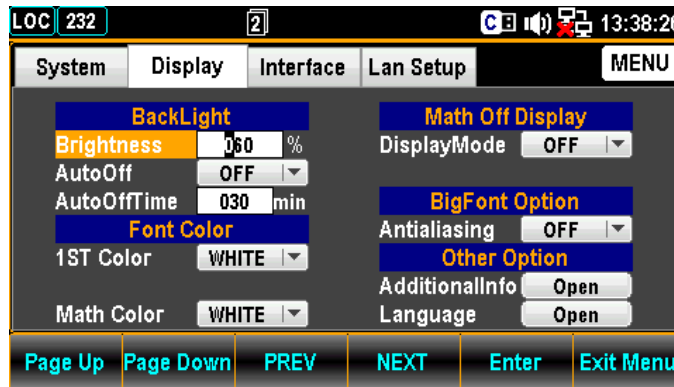 LOC 232 2 C 13:38:26
System Display Interface Lan Setup MENU
BackLight
Brightness 060 %
AutoOff OFF
AutoOffTime 030 min
Font Color
1ST Color WHITE
Math Color WHITE
Math Off Display
DisplayMode OFF
BigFont Option
Antialiasing OFF
Other Option
AdditionalInfo Open
Language Open
Page Up Page Down PREV NEXT Enter Exit Menu